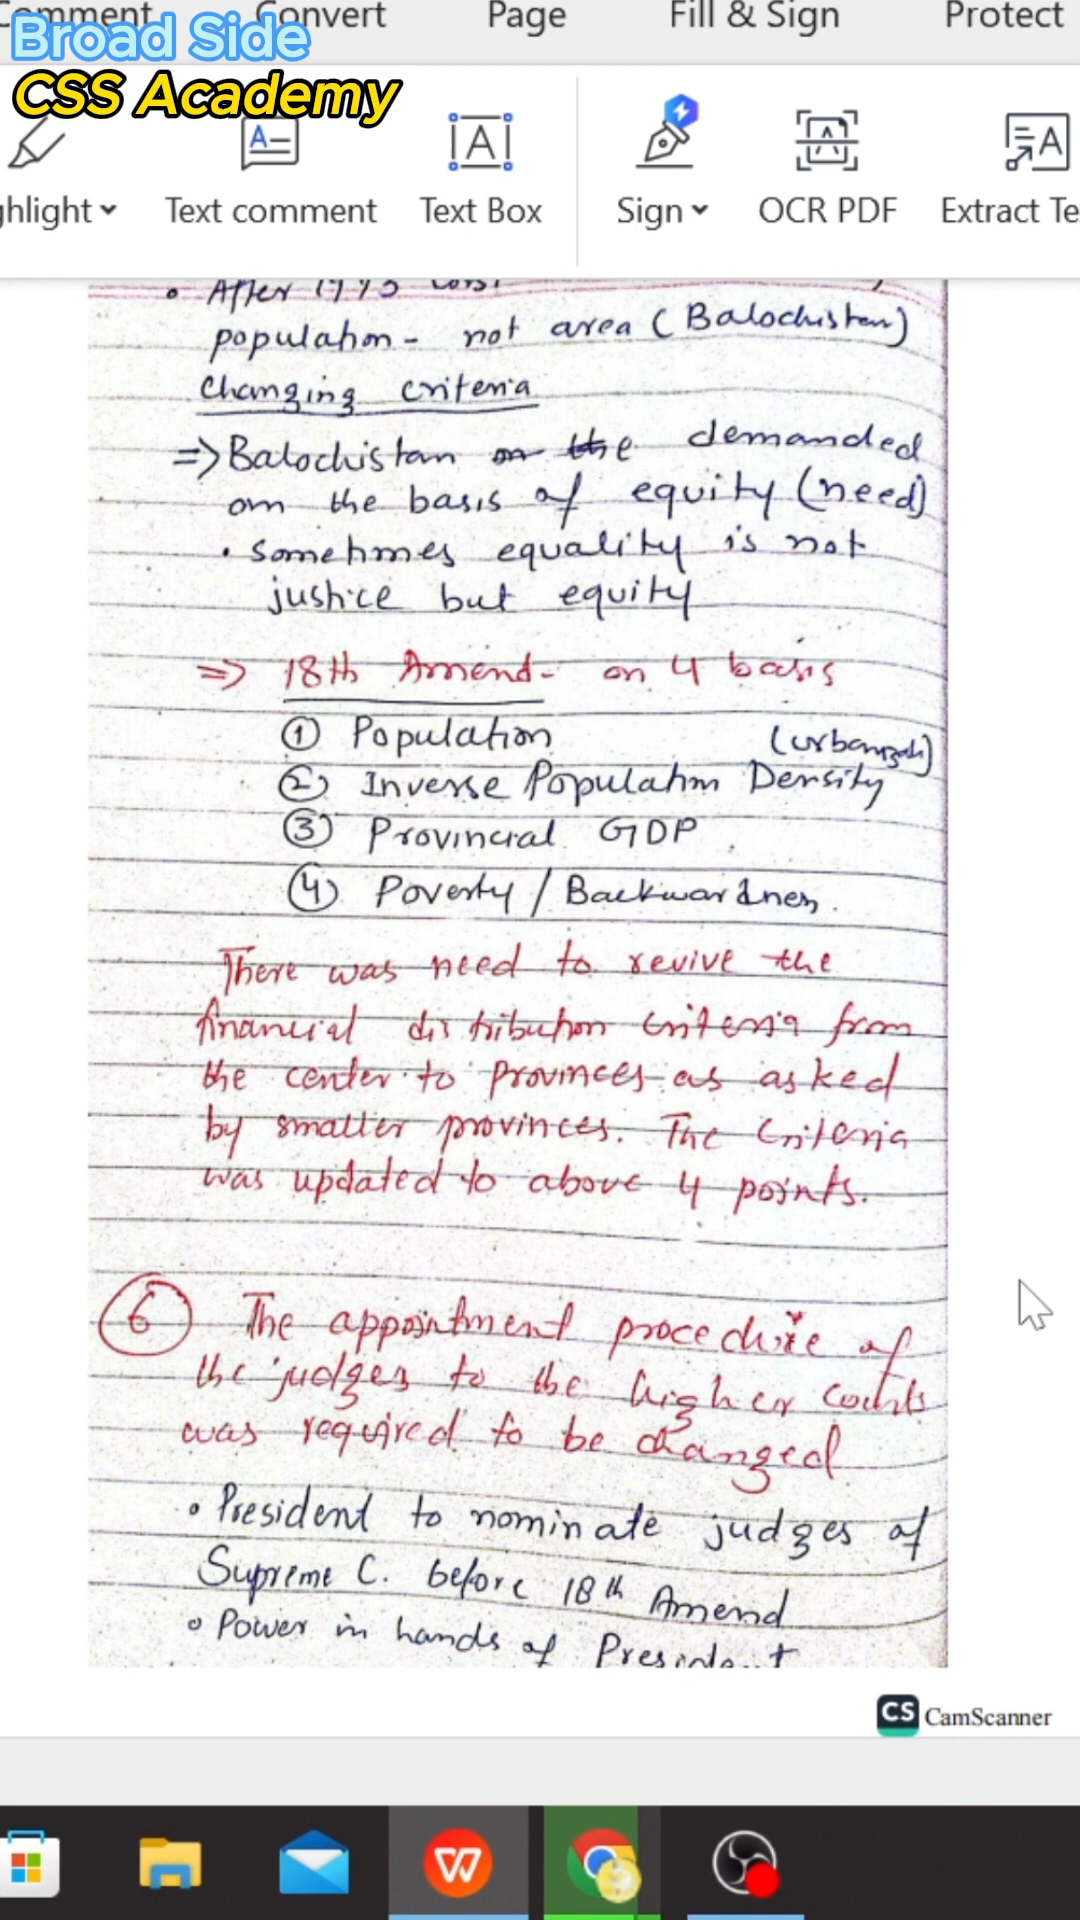 Comment Convert Page Fill & Sign Protect
Broad Side
CSS Academy
ghlight Text comment Text Box Sign OCR PDF Extract Te
• After
population - not area (Balochistan)
Changing criteria
=> Balochistan on the demanded
on the basis of equity (need)
• sometimes equality is not
justice but equity
=> 18th Amend- on 4 basis
① Population
② Inverse Population Density
③ Provincial GDP
④ Poverty / Backwardness.
There was need to revive the
financial distribution criteria from
the center to provinces as asked
by smaller provinces. The Criteria
was updated to above 4 points.
⑥ The appointment procedure of
the judges to the higher courts
was required to be changed
• President to nominate judges of
Supreme C. before 18th Amend
• Power in hands of President
CS CamScanner